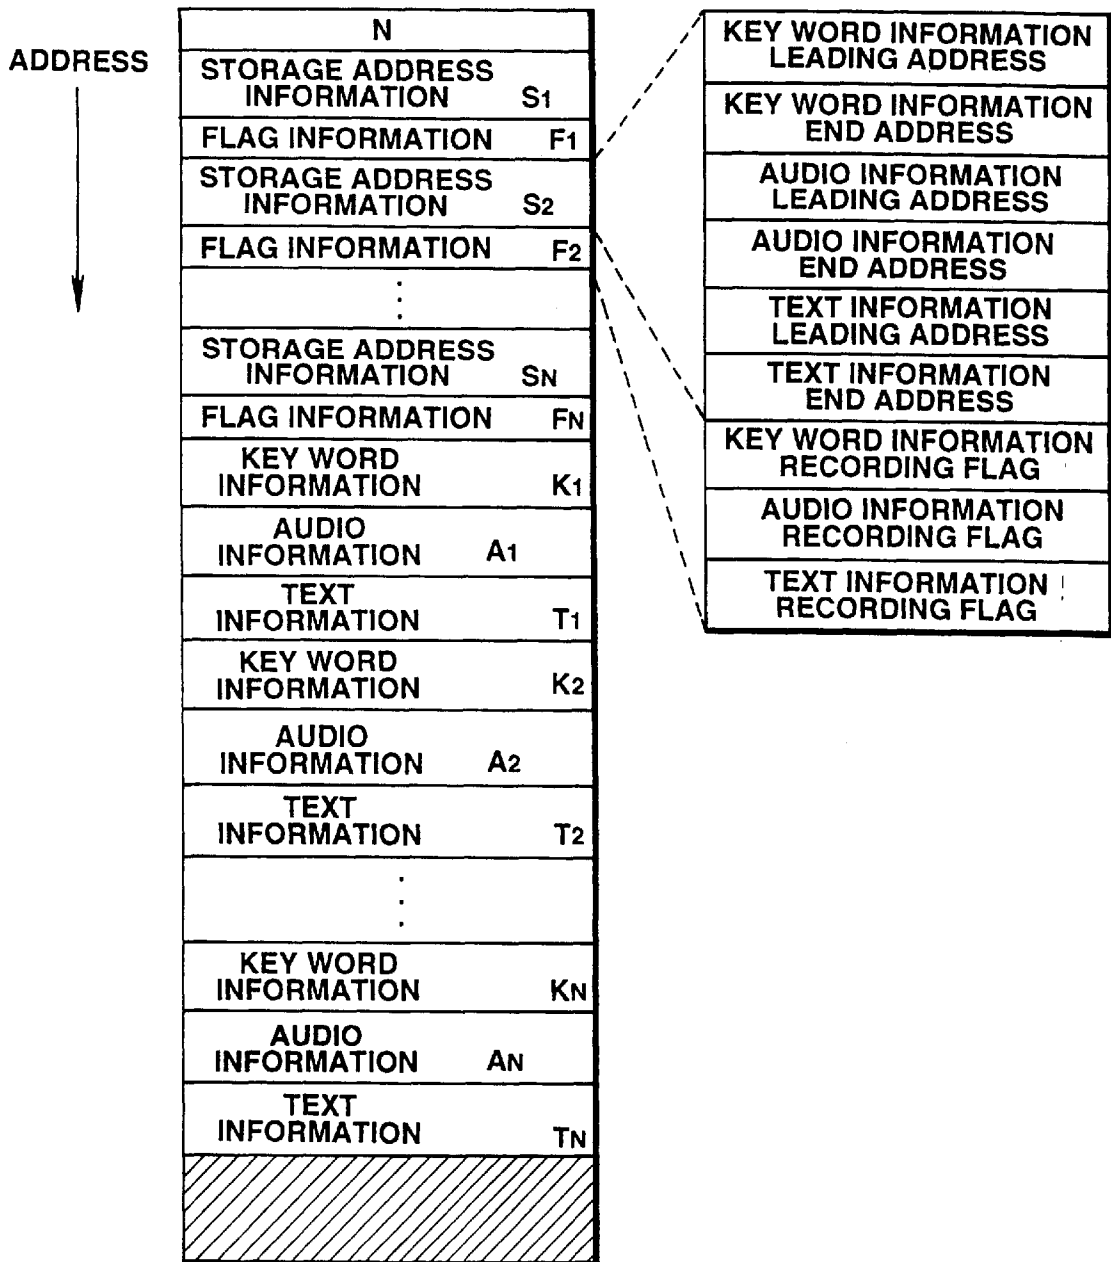 ADDRESS
N
STORAGE ADDRESS
INFORMATION S1
FLAG INFORMATION F1
STORAGE ADDRESS
INFORMATION S2
FLAG INFORMATION F2
STORAGE ADDRESS
INFORMATION SN
FLAG INFORMATION FN
KEY WORD
INFORMATION K1
AUDIO
INFORMATION A1
TEXT
INFORMATION T1
KEY WORD
INFORMATION K2
AUDIO
INFORMATION A2
TEXT
INFORMATION T2
KEY WORD
INFORMATION KN
AUDIO
INFORMATION AN
TEXT
INFORMATION TN
KEY WORD INFORMATION
LEADING ADDRESS
KEY WORD INFORMATION
END ADDRESS
AUDIO INFORMATION
LEADING ADDRESS
AUDIO INFORMATION
END ADDRESS
TEXT INFORMATION
LEADING ADDRESS
TEXT INFORMATION
END ADDRESS
KEY WORD INFORMATION
RECORDING FLAG
AUDIO INFORMATION
RECORDING FLAG
TEXT INFORMATION
RECORDING FLAG